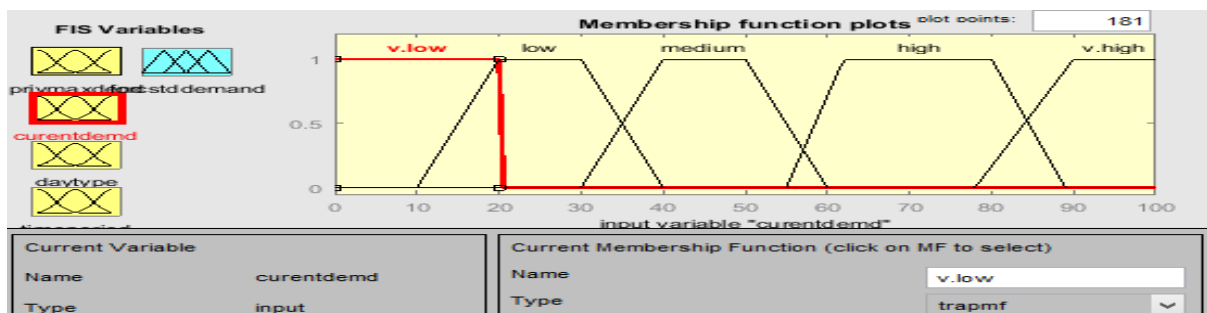 FIS Variables
Membership function plots
plot points:
181
v.low low medium high v.high
1
0.5
0
0 10 20 30 40 50 60 70 80 90 100
input variable "curentdemd"
demand
curentdemd
daytype
Current Variable
Name curentdemd
Type input
Current Membership Function (click on MF to select)
Name v.low
Type trapmf